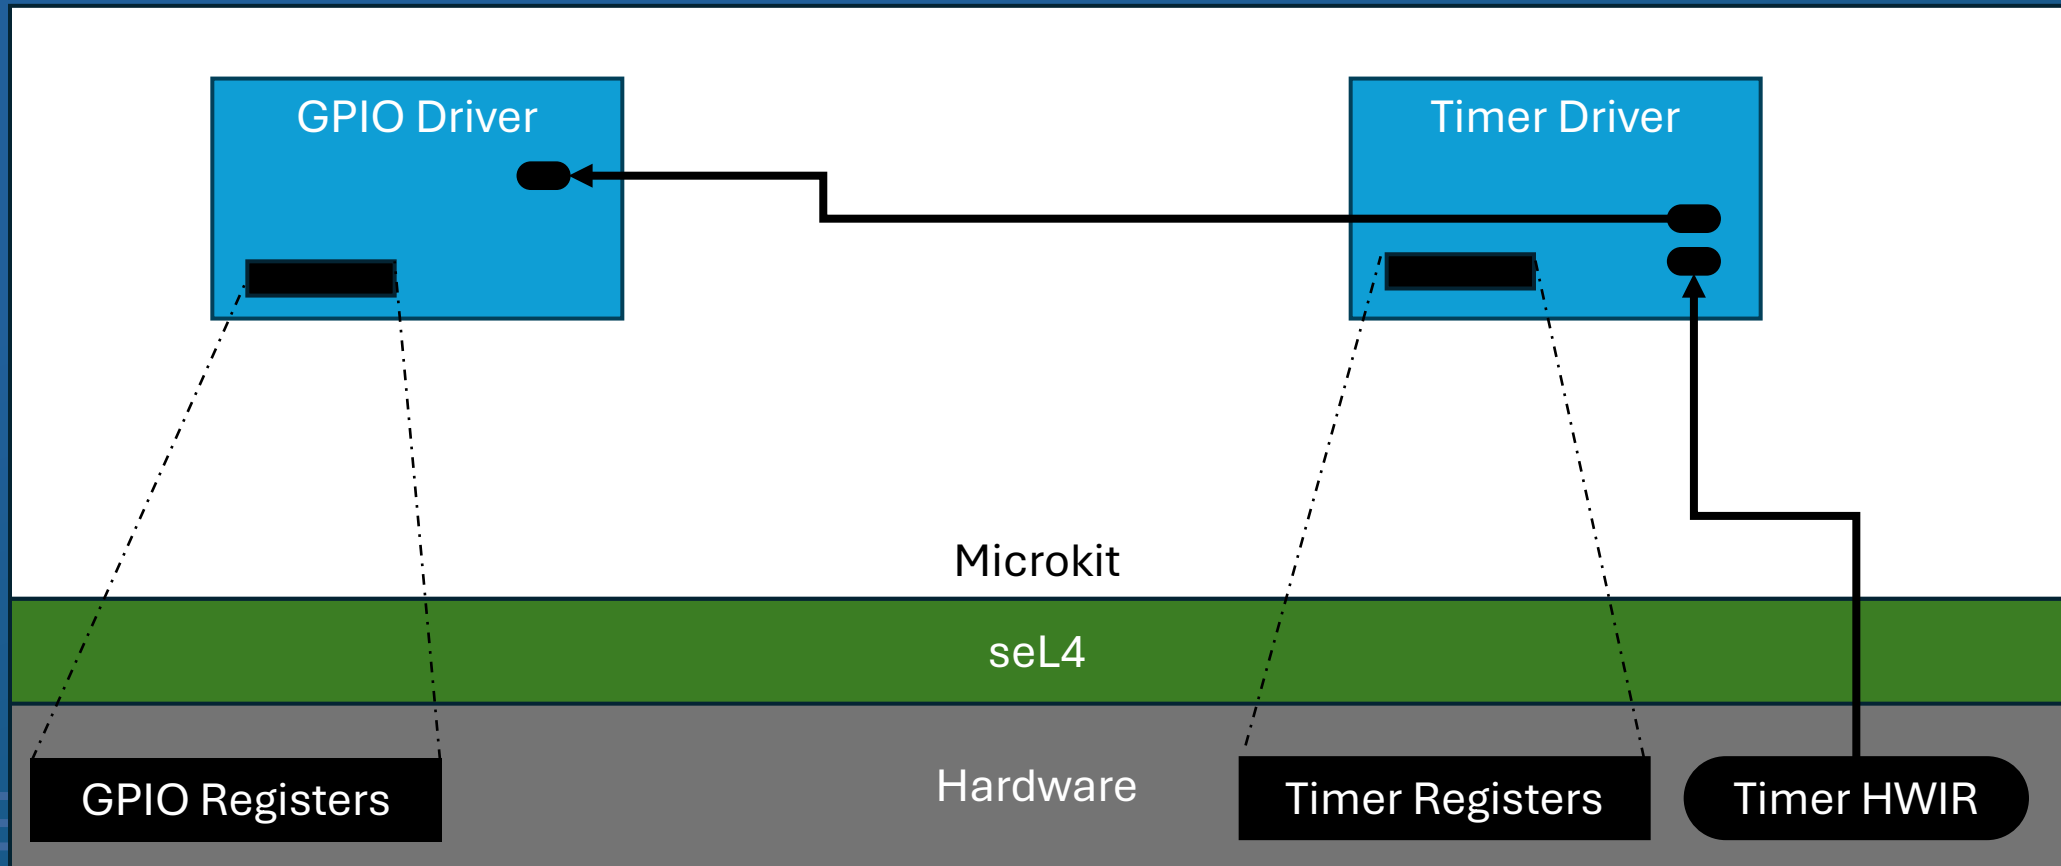 GPIO Driver
Timer Driver
Microkit
seL4
Hardware
GPIO Registers
Timer Registers
Timer HWIR